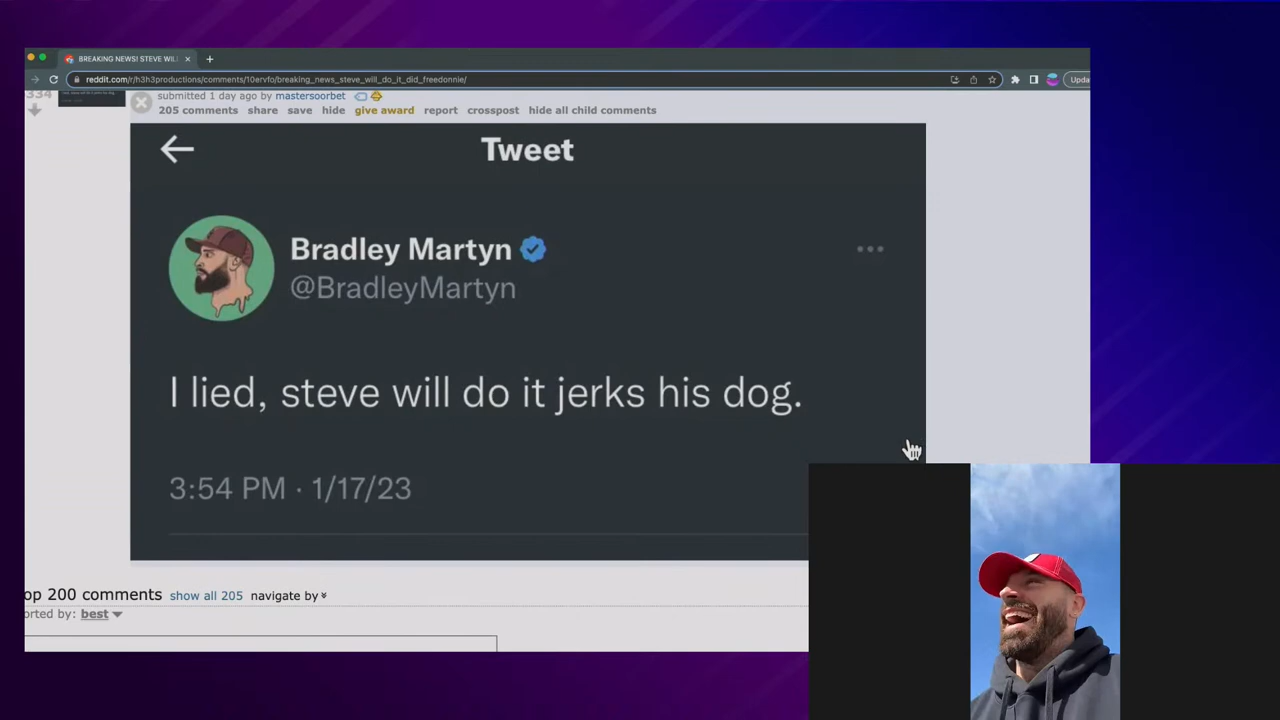 BREAKING NEWS! STEVE WIL
reddit.com/r/h3h3productions/comments/10ervfo/breaking_news_steve_will_do_it_did_freedonnie/
Upda
334
submitted 1 day ago by mastersoorbet
205 comments share save hide give award report crosspost hide all child comments
Tweet
Bradley Martyn
@BradleyMartyn
I lied, steve will do it jerks his dog.
3:54 PM · 1/17/23
op 200 comments show all 205 navigate by
orted by: best